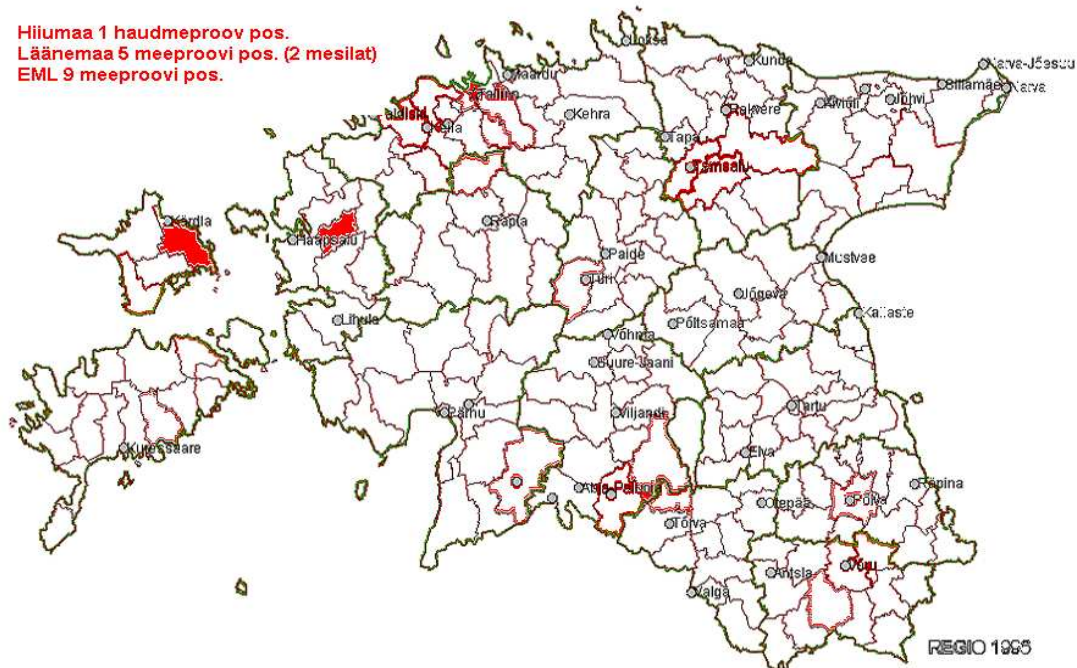 Hiiumaa 1 haudmeproov pos.
Läänemaa 5 meeproovi pos. (2 mesilat)
EML 9 meeproovi pos.
Loksa
Kunda
Narva-Jõesuu
Maardu
Sillamäe
Narva
Tallinn
Kiviõli
Jõhvi
Rakvere
Kehra
Keila
Tapa
Tamsalu
Kärdla
Rapla
Haapsalu
Paide
Mustvee
Türi
Jõgeva
Kallaste
Lihula
Põltsamaa
Võhma
Suure-Jaani
Pärnu
Viljandi
Tartu
Kuressaare
Elva
Abja-Paluoja
Räpina
Otepää
Põlva
Tõrva
Antsla
Võru
Valga
REGIO 1995